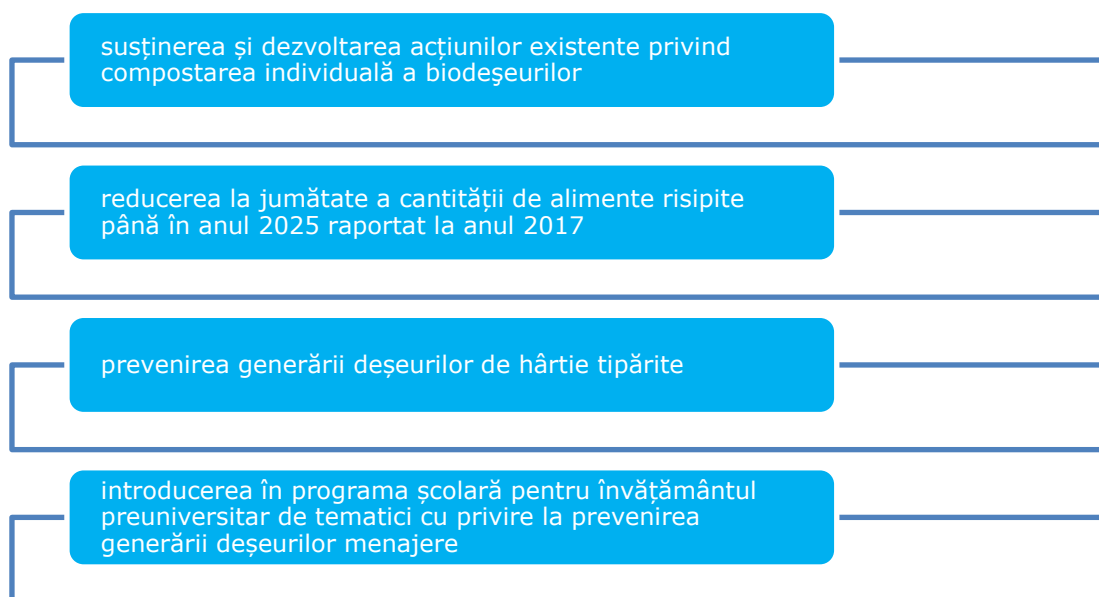 susținerea și dezvoltarea acțiunilor existente privind
compostarea individuală a biodeşeurilor
reducerea la jumătate a cantității de alimente risipite
până în anul 2025 raportat la anul 2017
prevenirea generării deșeurilor de hârtie tipărite
introducerea în programa școlară pentru învățământul
preuniversitar de tematici cu privire la prevenirea
generării deșeurilor menajere